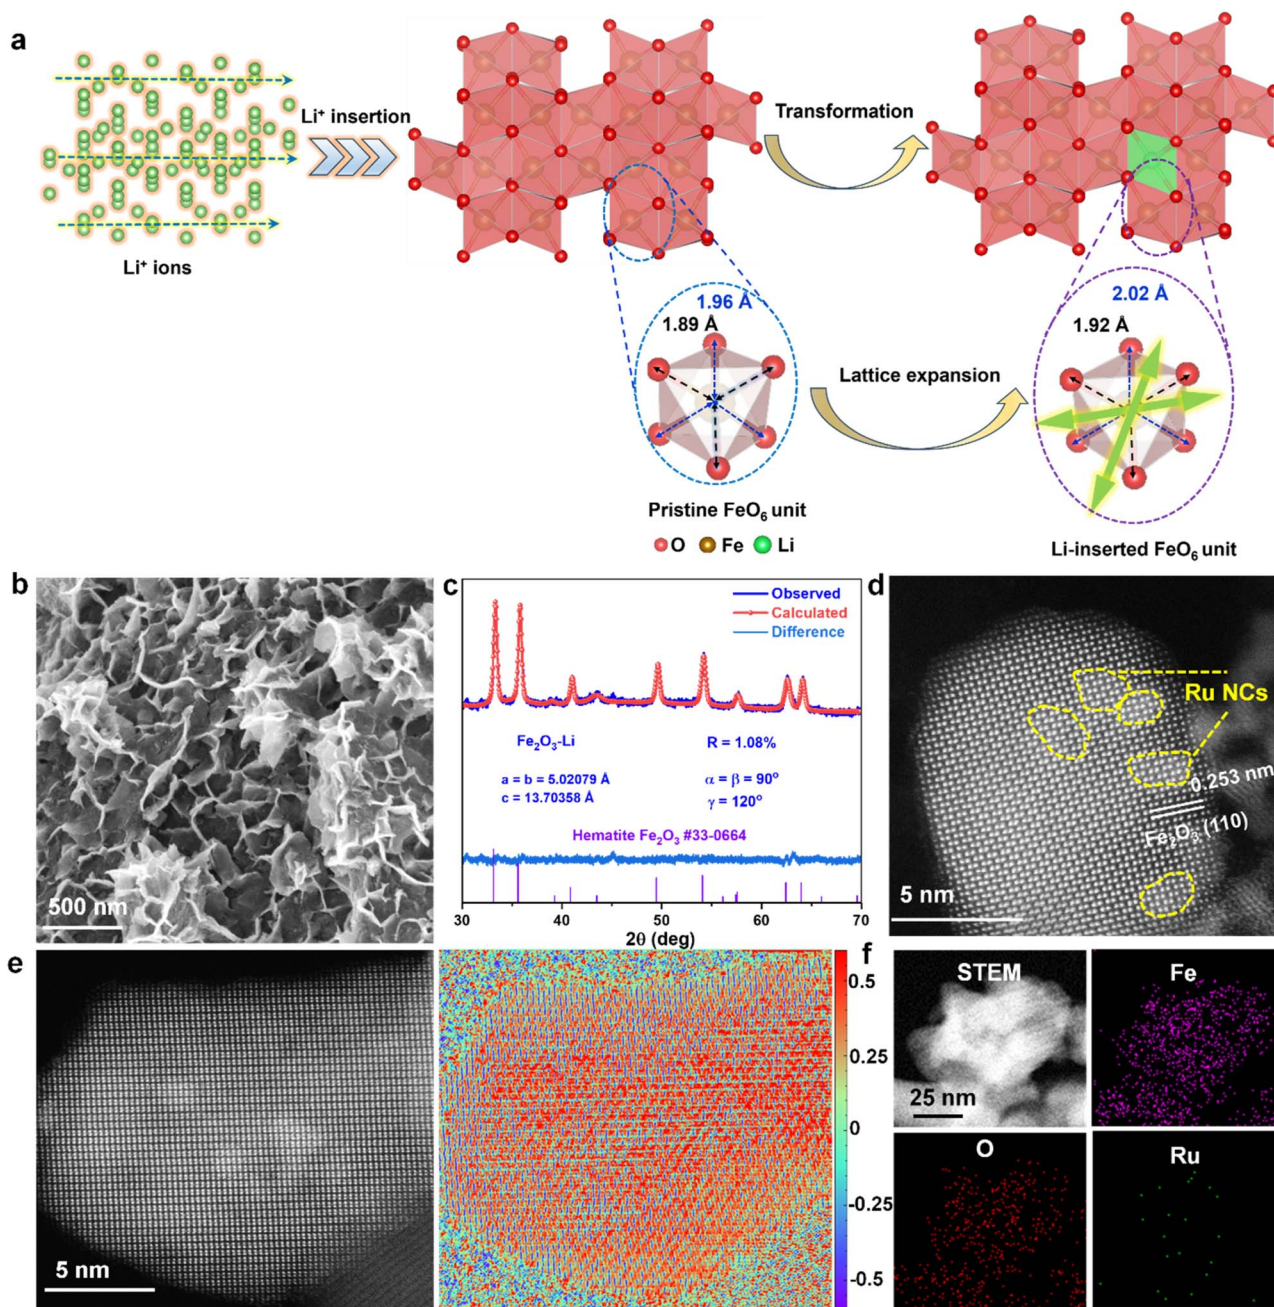 a
Li⁺ insertion
Li⁺ ions
Transformation
1.96 Å
1.89 Å
2.02 Å
1.92 Å
Lattice expansion
Pristine FeO₆ unit
O Fe Li
Li-inserted FeO₆ unit
b
500 nm
c
Observed
Calculated
Difference
Fe₂O₃-Li
R = 1.08%
a = b = 5.02079 Å
c = 13.70358 Å
α = β = 90°
γ = 120°
Hematite Fe₂O₃ #33-0664
30 40 50 60 70
2θ (deg)
d
Ru NCs
0.253 nm
Fe₂O₃ (110)
5 nm
e
5 nm
0.5
0.25
0
-0.25
-0.5
f
STEM
25 nm
Fe
O
Ru